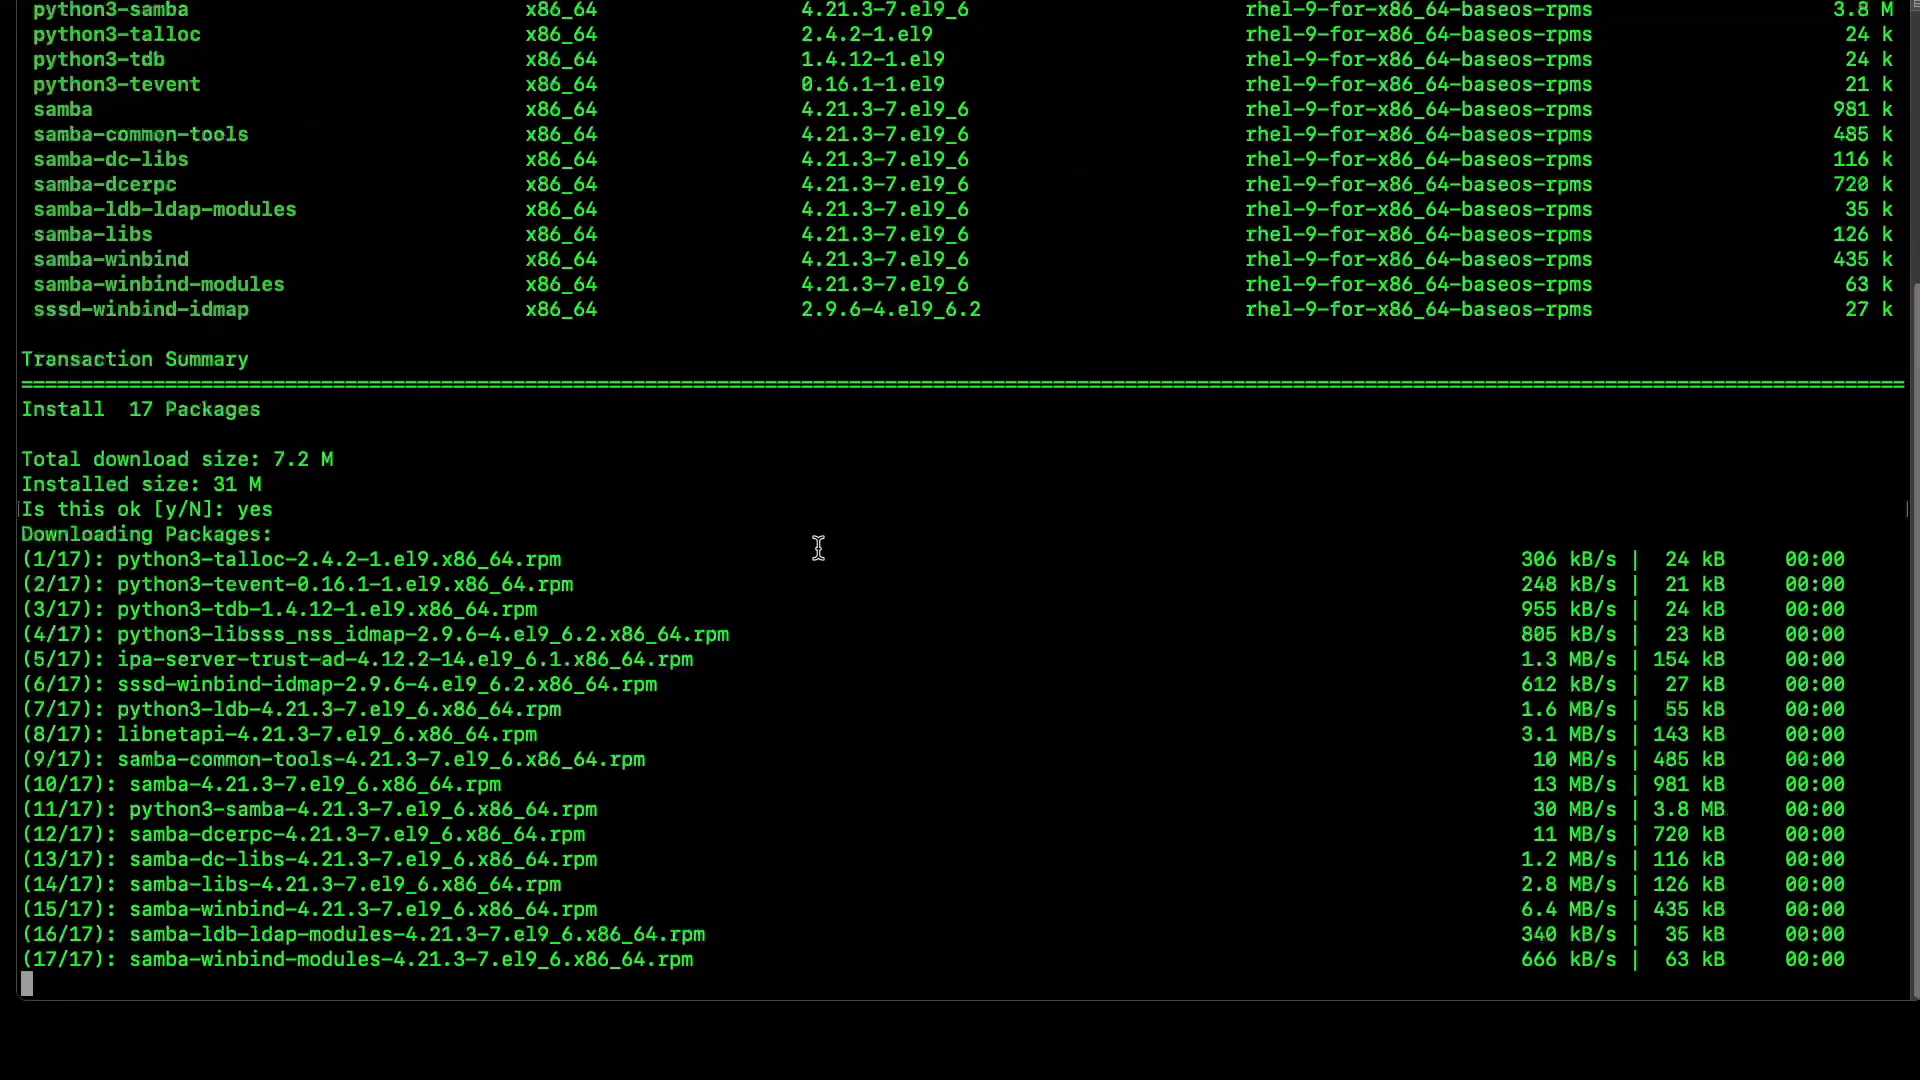 python3-samba x86_64 4.21.3-7.el9_6 rhel-9-for-x86_64-baseos-rpms 3.8 M
python3-talloc x86_64 2.4.2-1.el9 rhel-9-for-x86_64-baseos-rpms 24 k
python3-tdb x86_64 1.4.12-1.el9 rhel-9-for-x86_64-baseos-rpms 24 k
python3-tevent x86_64 0.16.1-1.el9 rhel-9-for-x86_64-baseos-rpms 21 k
samba x86_64 4.21.3-7.el9_6 rhel-9-for-x86_64-baseos-rpms 981 k
samba-common-tools x86_64 4.21.3-7.el9_6 rhel-9-for-x86_64-baseos-rpms 485 k
samba-dc-libs x86_64 4.21.3-7.el9_6 rhel-9-for-x86_64-baseos-rpms 116 k
samba-dcerpc x86_64 4.21.3-7.el9_6 rhel-9-for-x86_64-baseos-rpms 720 k
samba-ldb-ldap-modules x86_64 4.21.3-7.el9_6 rhel-9-for-x86_64-baseos-rpms 35 k
samba-libs x86_64 4.21.3-7.el9_6 rhel-9-for-x86_64-baseos-rpms 126 k
samba-winbind x86_64 4.21.3-7.el9_6 rhel-9-for-x86_64-baseos-rpms 435 k
samba-winbind-modules x86_64 4.21.3-7.el9_6 rhel-9-for-x86_64-baseos-rpms 63 k
sssd-winbind-idmap x86_64 2.9.6-4.el9_6.2 rhel-9-for-x86_64-baseos-rpms 27 k
Transaction Summary
================================================================================
Install 17 Packages
Total download size: 7.2 M
Installed size: 31 M
Is this ok [y/N]: yes
Downloading Packages:
(1/17): python3-talloc-2.4.2-1.el9.x86_64.rpm 306 kB/s | 24 kB 00:00
(2/17): python3-tevent-0.16.1-1.el9.x86_64.rpm 248 kB/s | 21 kB 00:00
(3/17): python3-tdb-1.4.12-1.el9.x86_64.rpm 955 kB/s | 24 kB 00:00
(4/17): python3-libsss_nss_idmap-2.9.6-4.el9_6.2.x86_64.rpm 805 kB/s | 23 kB 00:00
(5/17): ipa-server-trust-ad-4.12.2-14.el9_6.1.x86_64.rpm 1.3 MB/s | 154 kB 00:00
(6/17): sssd-winbind-idmap-2.9.6-4.el9_6.2.x86_64.rpm 612 kB/s | 27 kB 00:00
(7/17): python3-ldb-4.21.3-7.el9_6.x86_64.rpm 1.6 MB/s | 55 kB 00:00
(8/17): libnetapi-4.21.3-7.el9_6.x86_64.rpm 3.1 MB/s | 143 kB 00:00
(9/17): samba-common-tools-4.21.3-7.el9_6.x86_64.rpm 10 MB/s | 485 kB 00:00
(10/17): samba-4.21.3-7.el9_6.x86_64.rpm 13 MB/s | 981 kB 00:00
(11/17): python3-samba-4.21.3-7.el9_6.x86_64.rpm 30 MB/s | 3.8 MB 00:00
(12/17): samba-dcerpc-4.21.3-7.el9_6.x86_64.rpm 11 MB/s | 720 kB 00:00
(13/17): samba-dc-libs-4.21.3-7.el9_6.x86_64.rpm 1.2 MB/s | 116 kB 00:00
(14/17): samba-libs-4.21.3-7.el9_6.x86_64.rpm 2.8 MB/s | 126 kB 00:00
(15/17): samba-winbind-4.21.3-7.el9_6.x86_64.rpm 6.4 MB/s | 435 kB 00:00
(16/17): samba-ldb-ldap-modules-4.21.3-7.el9_6.x86_64.rpm 340 kB/s | 35 kB 00:00
(17/17): samba-winbind-modules-4.21.3-7.el9_6.x86_64.rpm 666 kB/s | 63 kB 00:00